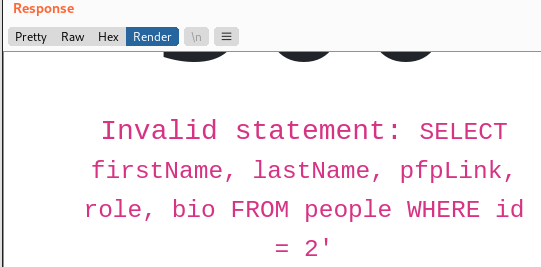 Response
Pretty Raw Hex Render \n
Invalid statement: SELECT
firstName, lastName, pfpLink,
role, bio FROM people WHERE id
= 2'